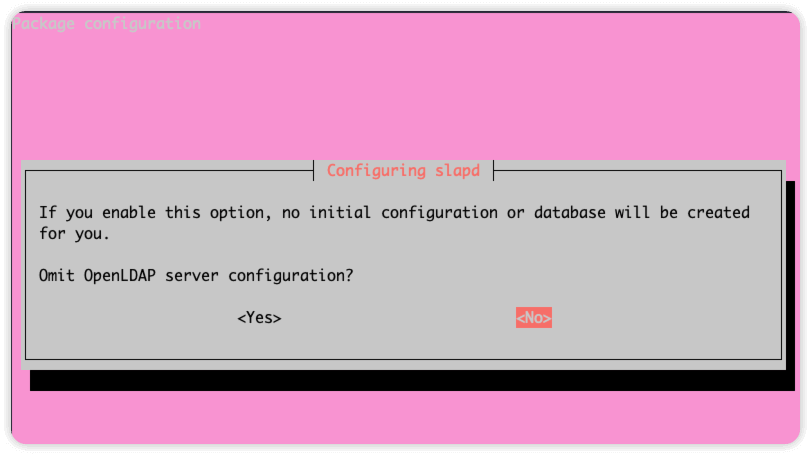 Package configuration
Configuring slapd
If you enable this option, no initial configuration or database will be created
for you.
Omit OpenLDAP server configuration?
<Yes> <No>